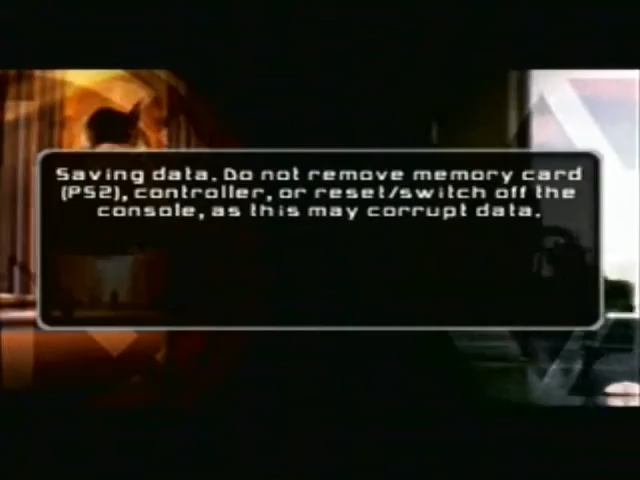 Saving data. Do not remove memory card
(PS2), controller, or reset/switch off the
console, as this may corrupt data.